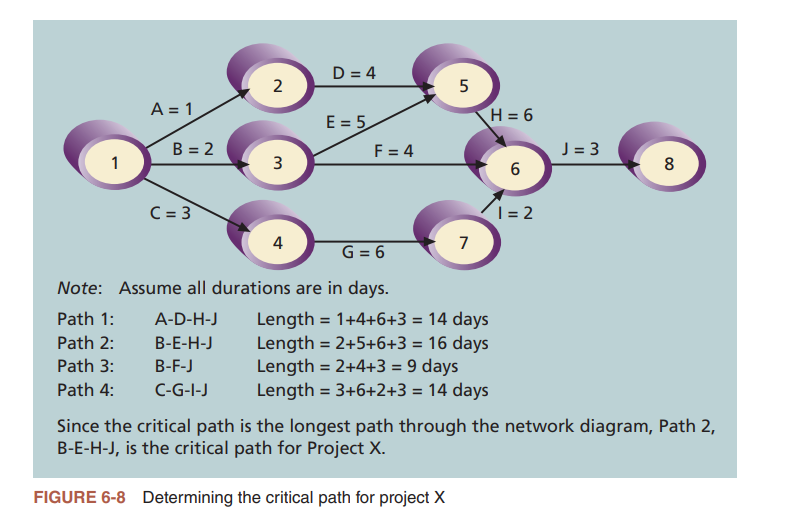 2
D = 4
5
A = 1
H = 6
E = 5
1
B = 2
3
F = 4
6
J = 3
8
C = 3
I = 2
4
G = 6
7
Note: Assume all durations are in days.
Path 1: A-D-H-J Length = 1+4+6+3 = 14 days
Path 2: B-E-H-J Length = 2+5+6+3 = 16 days
Path 3: B-F-J Length = 2+4+3 = 9 days
Path 4: C-G-I-J Length = 3+6+2+3 = 14 days
Since the critical path is the longest path through the network diagram, Path 2,
B-E-H-J, is the critical path for Project X.
FIGURE 6-8 Determining the critical path for project X